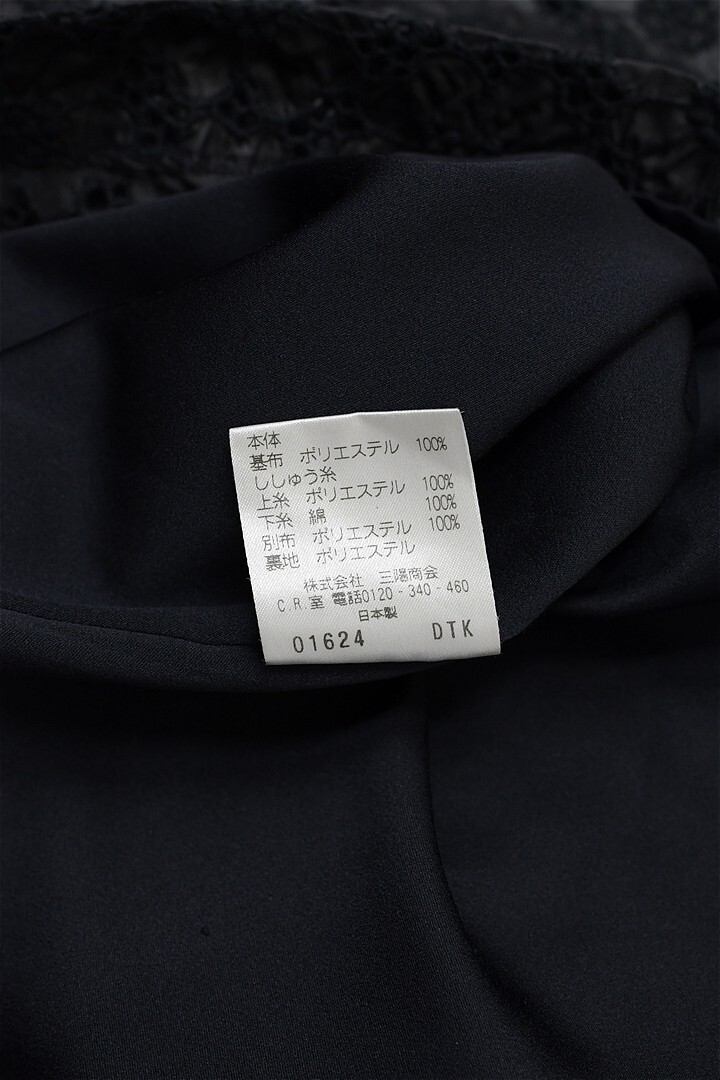 本体
基布 ポリエステル 100%
ししゅう糸
上糸 ポリエステル 100%
下糸 綿 100%
別布 ポリエステル 100%
裏地 ポリエステル
株式会社 三陽商会
C.R.室 電話0120-340-460
日本製
01624 DTK